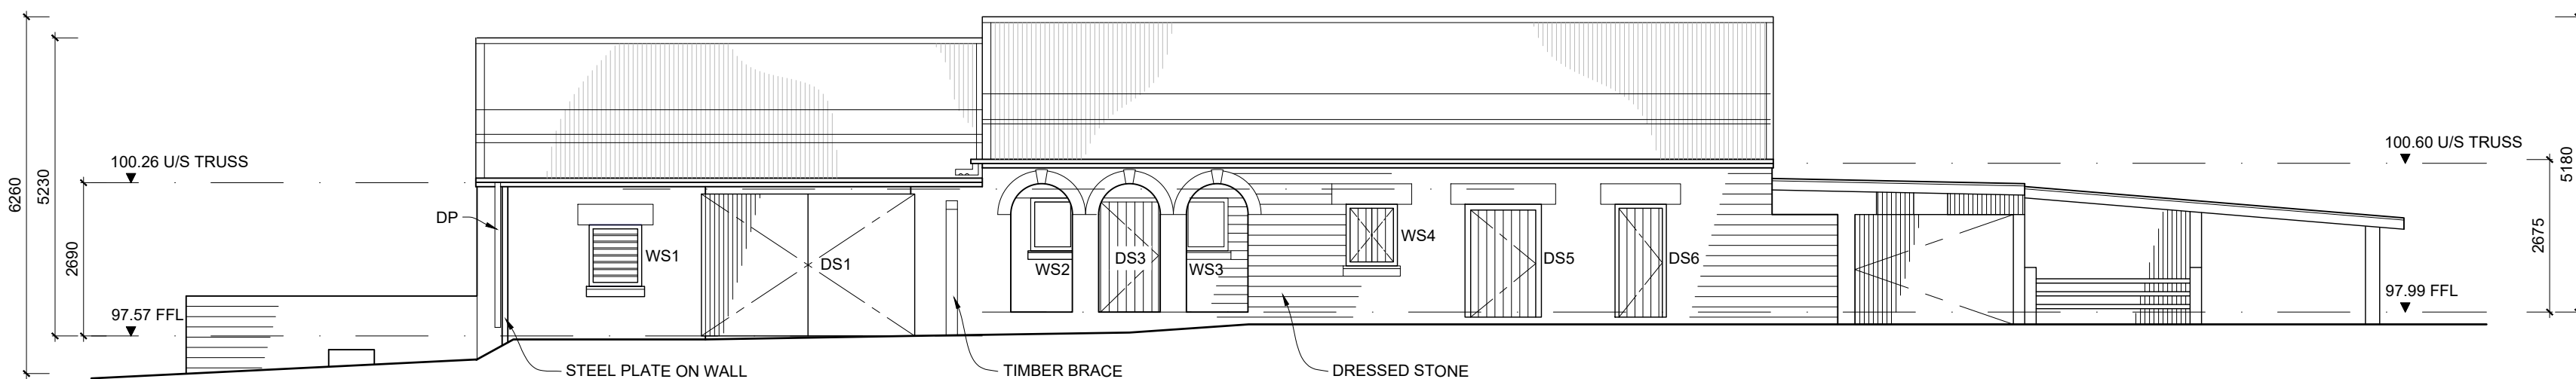 6260
5230
2690
100.26 U/S TRUSS
97.57 FFL
DP
WS1
DS1
WS2
DS3
WS3
WS4
DS5
DS6
STEEL PLATE ON WALL
TIMBER BRACE
DRESSED STONE
100.60 U/S TRUSS
97.99 FFL
2675
5180